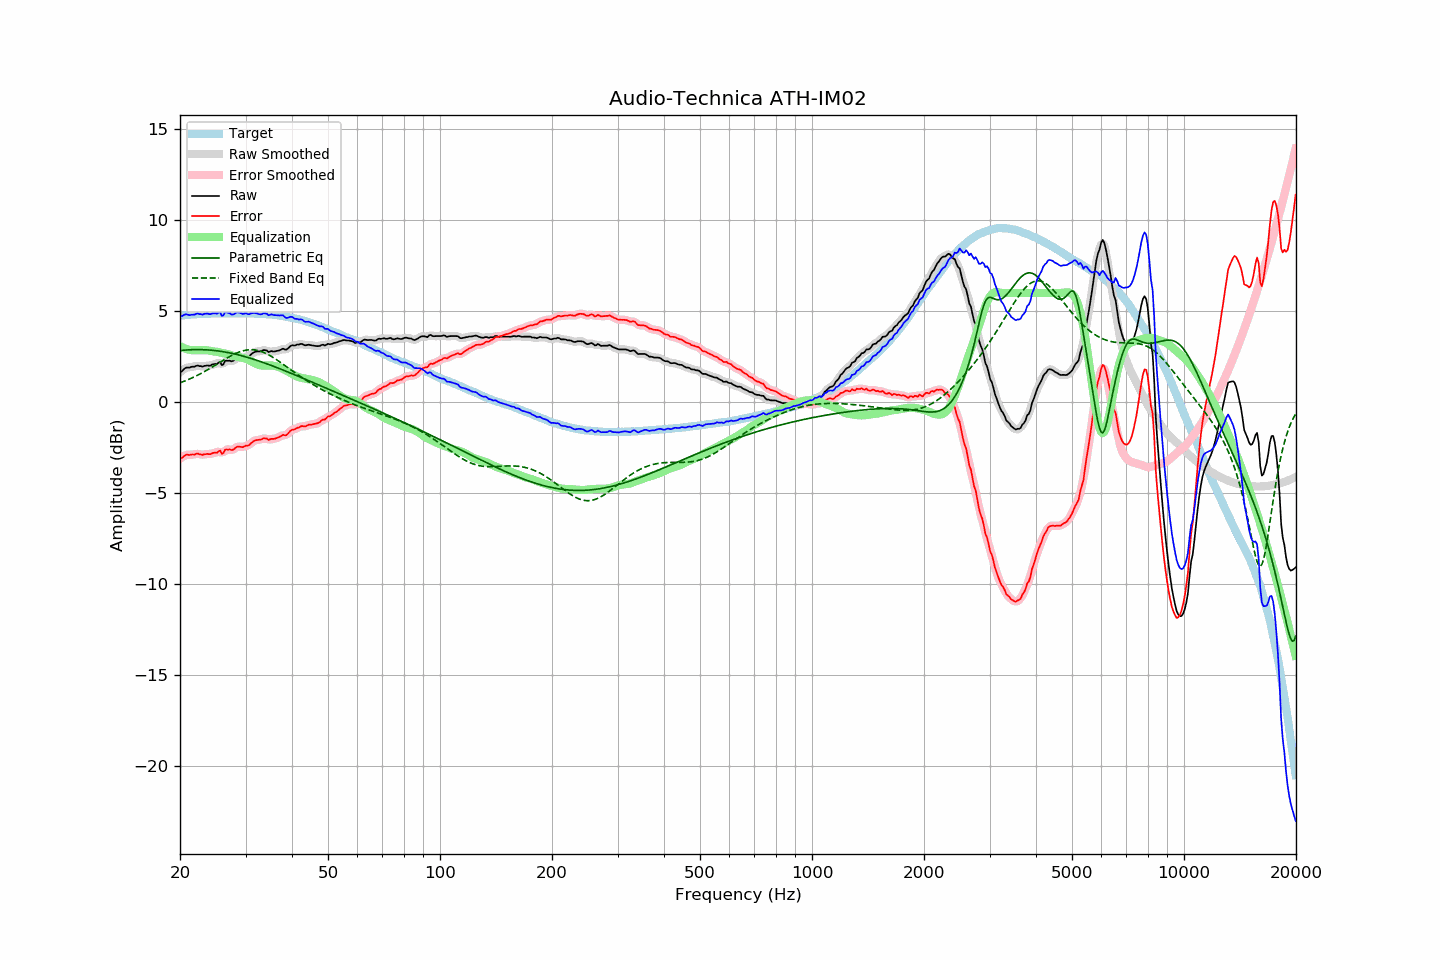 Audio-Technica ATH-IM02
Target
Raw Smoothed
Error Smoothed
Raw
Error
Equalization
Parametric Eq
Fixed Band Eq
Equalized
15
10
5
0
−5
−10
−15
−20
Amplitude (dBr)
20 50 100 200 500 1000 2000 5000 10000 20000
Frequency (Hz)